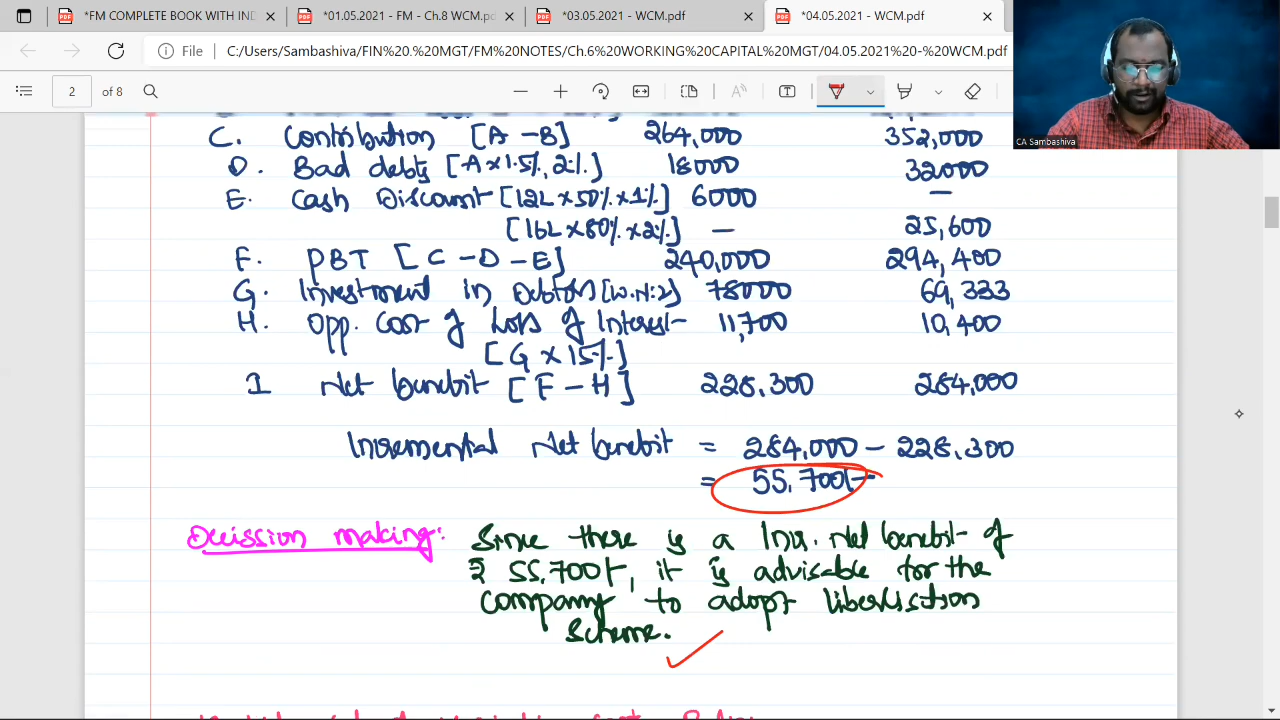 *FM COMPLETE BOOK WITH IND
*01.05.2021 - FM - Ch.8 WCM.pd
*03.05.2021 - WCM.pdf
*04.05.2021 - WCM.pdf
File C:/Users/Sambashiva/FIN%20.%20MGT/FM%20NOTES/Ch.6%20WORKING%20CAPITAL%20MGT/04.05.2021%20-%20WCM.pdf
2 of 8
CA Sambashiva
C. Contribution [A-B] 264,000 352,000
D. Bad debts [A×1.5%, 2%] 18000 32000
E. Cash Discount [12L×50%×1%] 6000 —
[16L×80%×2%] — 25,600
F. PBT [C-D-E] 240,000 294,400
G. Investment in Debtors [W.N:2] 78000 69,333
H. Opp. Cost of Loss of Interest 11,700 10,400
[G×15%]
I Net benefit [F-H] 228,300 284,000
Incremental Net benefit = 284,000 - 228,300
= 55,700/-
Decission making: Since there is a Incr. Net benefit of
₹ 55,700/-, it is advisable for the
company to adopt liberlisation
Scheme.